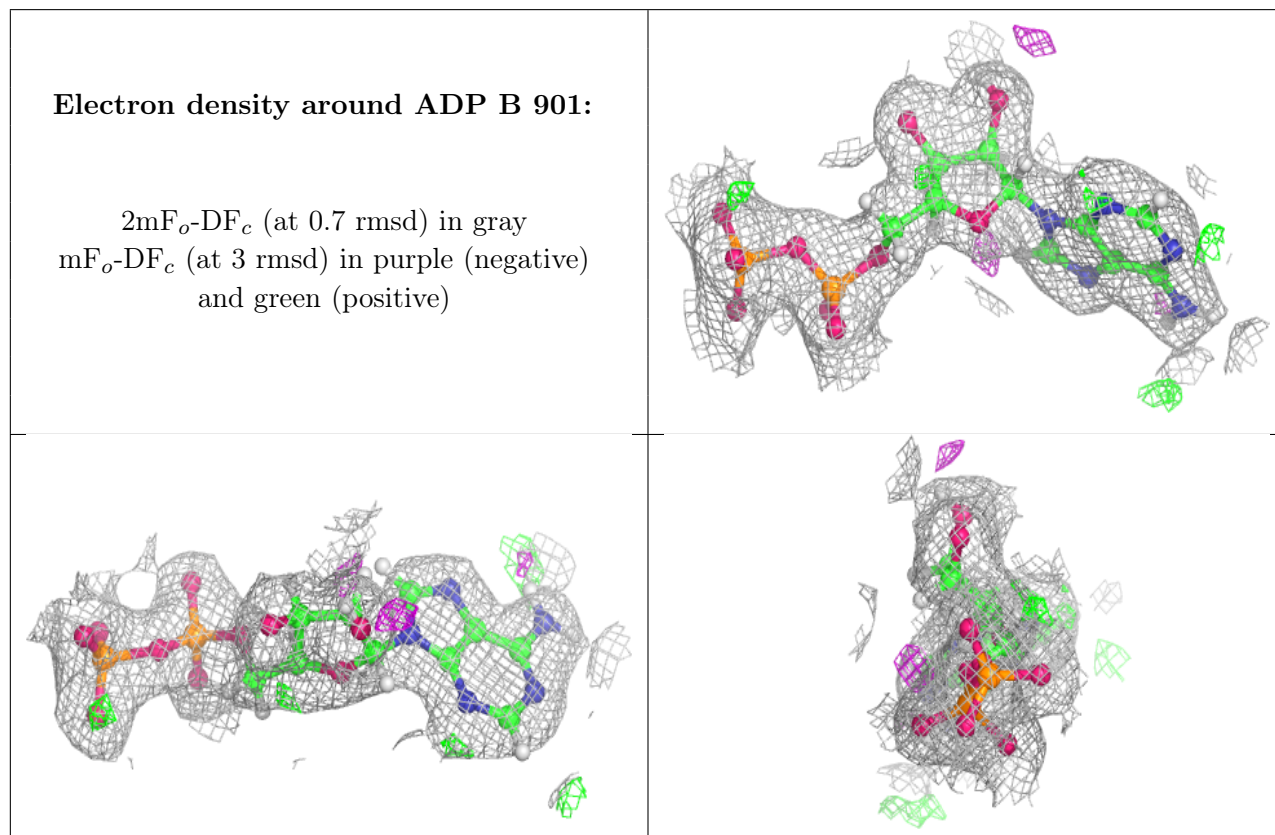 Electron density around ADP B 901:
2mFₒ-DF𝒸 (at 0.7 rmsd) in gray
mFₒ-DF𝒸 (at 3 rmsd) in purple (negative)
and green (positive)